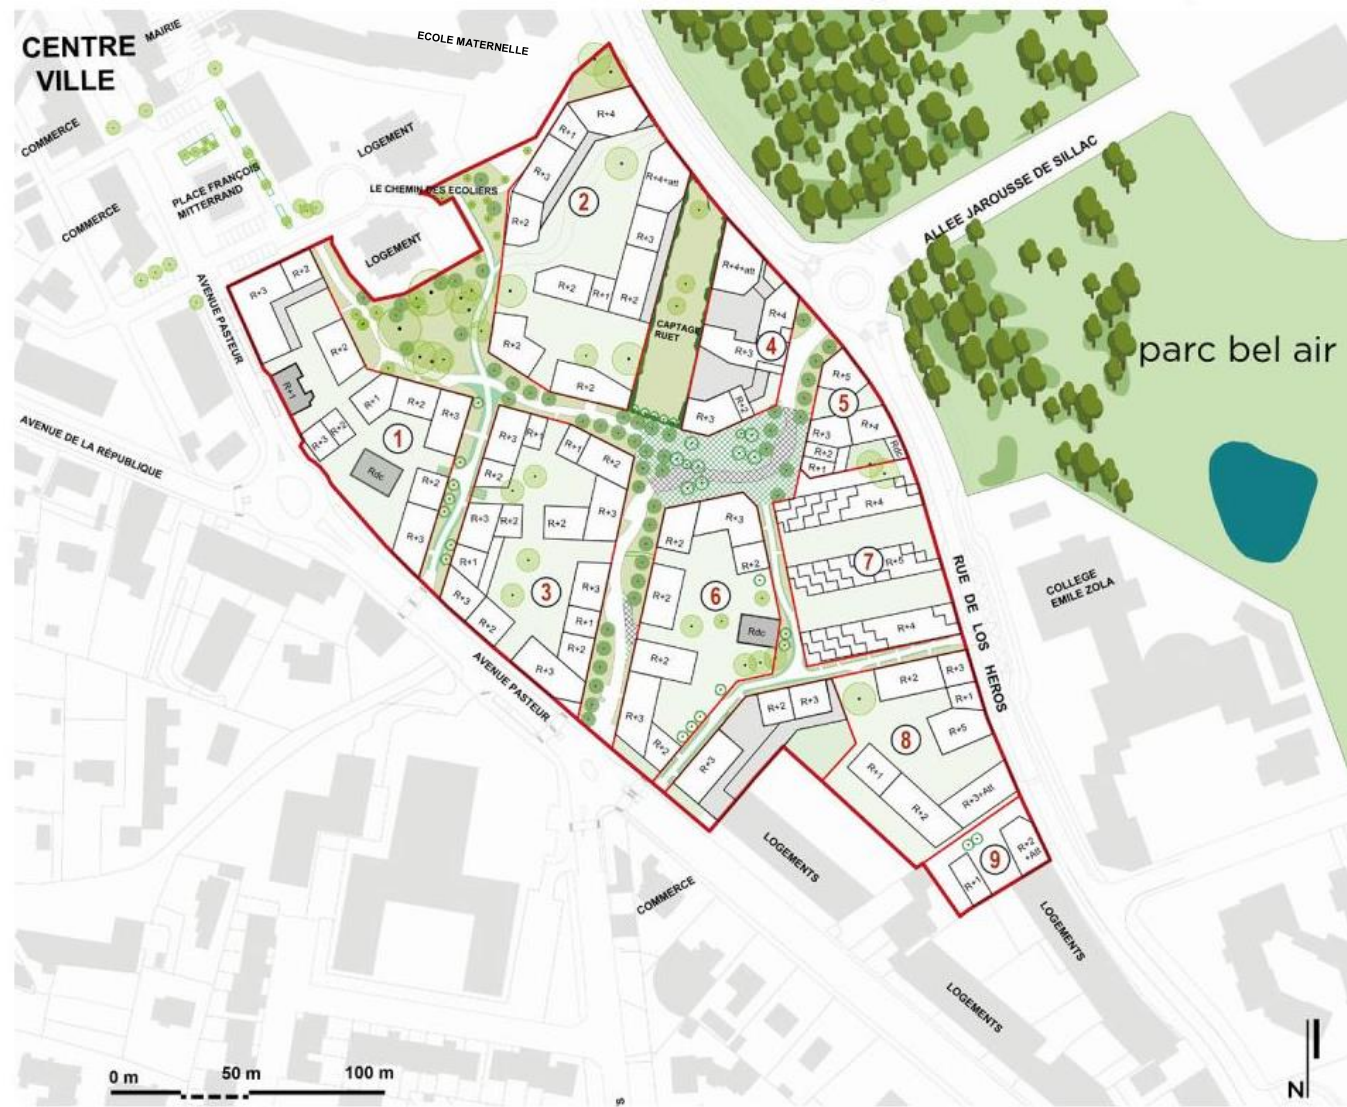 CENTRE
VILLE
MAIRIE
ECOLE MATERNELLE
COMMERCE
LOGEMENT
PLACE FRANÇOIS
MITTERRAND
LE CHEMIN DES ECOLIERS
COMMERCE
LOGEMENT
AVENUE PASTEUR
AVENUE DE LA RÉPUBLIQUE
ALLEE JAROUSSE DE SILLAC
parc bel air
R+4
R+1
R+3
R+2
2
R+4+att
R+3
R+2
R+1
R+2
R+2
R+2
CAPTAGE
RUET
R+4+att
R+4
R+3
4
R+3
R+2
R+3
R+2
R+2
R+1
R+1
R+2
R+3
R+3
R+2
1
Rdc
R+2
R+3
R+5
5
R+4
R+3
R+2
R+1
Rdc
R+3
R+1
R+1
R+2
R+2
R+3
R+2
R+2
R+3
R+1
3
R+3
R+3
R+2
R+1
R+2
R+3
R+3
R+2
R+2
R+2
6
Rdc
R+2
R+3
R+2
R+4
7
R+5
R+4
RUE DE LOS HEROS
COLLEGE
EMILE ZOLA
AVENUE PASTEUR
R+2
R+3
R+3
R+2
R+3
R+1
8
R+5
R+1
R+2
R+3+Att
9
R+2
+Att
R+1
LOGEMENTS
COMMERCE
LOGEMENTS
LOGEMENTS
0 m
50 m
100 m
S
N